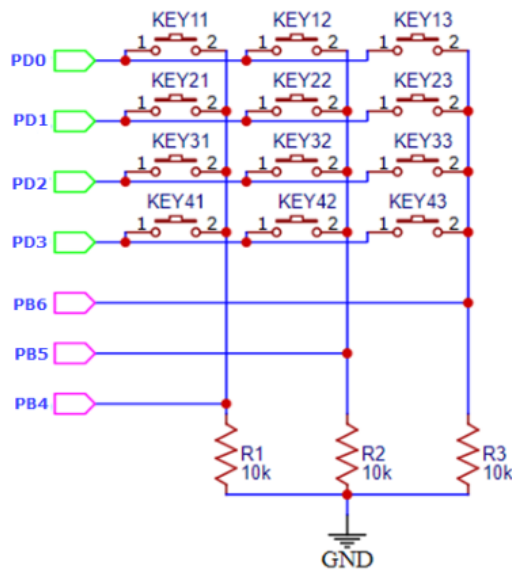 KEY11 KEY12 KEY13
1 2 1 2 1 2
PD0
KEY21 KEY22 KEY23
1 2 1 2 1 2
PD1
KEY31 KEY32 KEY33
1 2 1 2 1 2
PD2
KEY41 KEY42 KEY43
1 2 1 2 1 2
PD3
PB6
PB5
PB4
R1 R2 R3
10k 10k 10k
GND